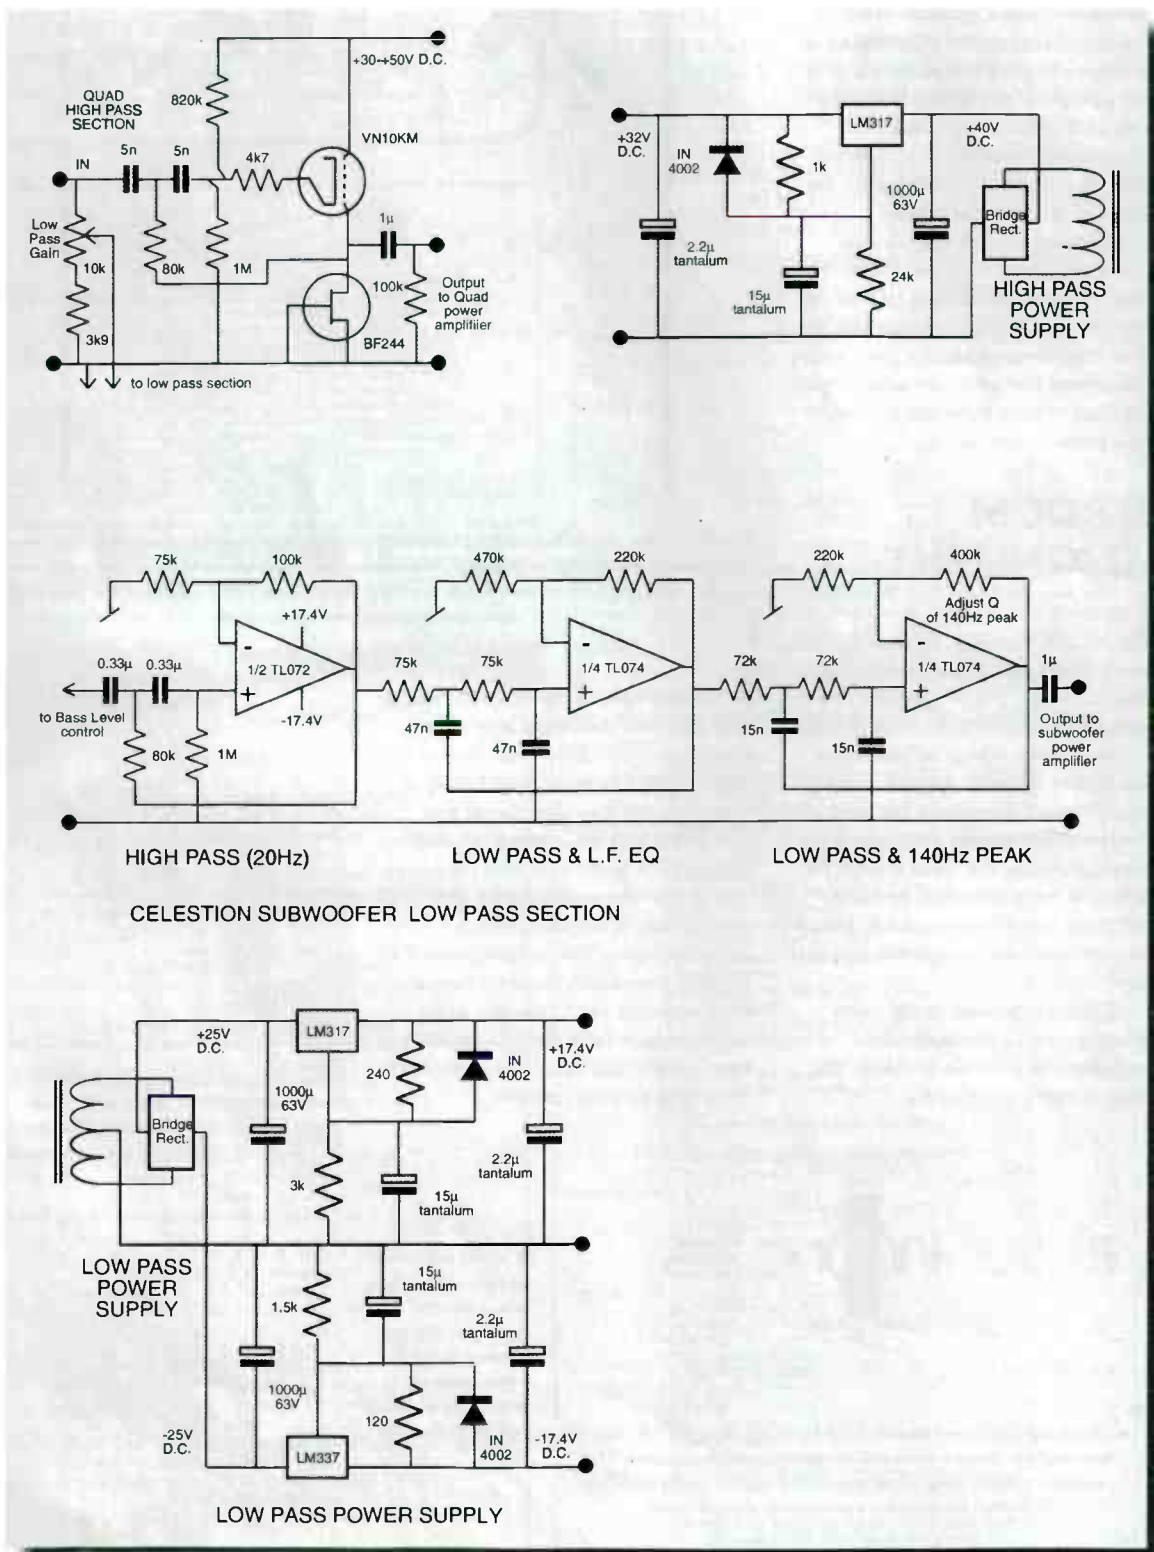 +30-+50V D.C.
820k
QUAD
HIGH PASS
SECTION
VN10KM
5n
5n
4k7
IN
Low
Pass
Gain
10k
80k
1M
1µ
100k
Output
to Quad
power
amplifiier
3k9
BF244
to low pass section
LM317
+32V
D.C.
IN
4002
1k
+40V
D.C.
1000µ
63V
Bridge
Rect.
2.2µ
tantalum
15µ
tantalum
24k
HIGH PASS
POWER
SUPPLY
75k
100k
470k
220k
220k
400k
Adjust Q
of 140Hz peak
+17.4V
-
-
-
0.33µ
0.33µ
1/2 TL072
75k
75k
1/4 TL074
72k
72k
1/4 TL074
1µ
+
+
+
to Bass Level
control
-17.4V
80k
1M
47n
47n
15n
15n
Output to
subwoofer
power
amplifier
HIGH PASS (20Hz)
LOW PASS & L.F. EQ
LOW PASS & 140Hz PEAK
CELESTION SUBWOOFER LOW PASS SECTION
+25V
D.C.
LM317
240
IN
4002
+17.4V
D.C.
1000µ
63V
Bridge
Rect.
3k
15µ
tantalum
2.2µ
tantalum
LOW PASS
POWER
SUPPLY
1.5k
15µ
tantalum
2.2µ
tantalum
1000µ
63V
120
-25V
D.C.
LM337
IN
4002
-17.4V
D.C.
LOW PASS POWER SUPPLY